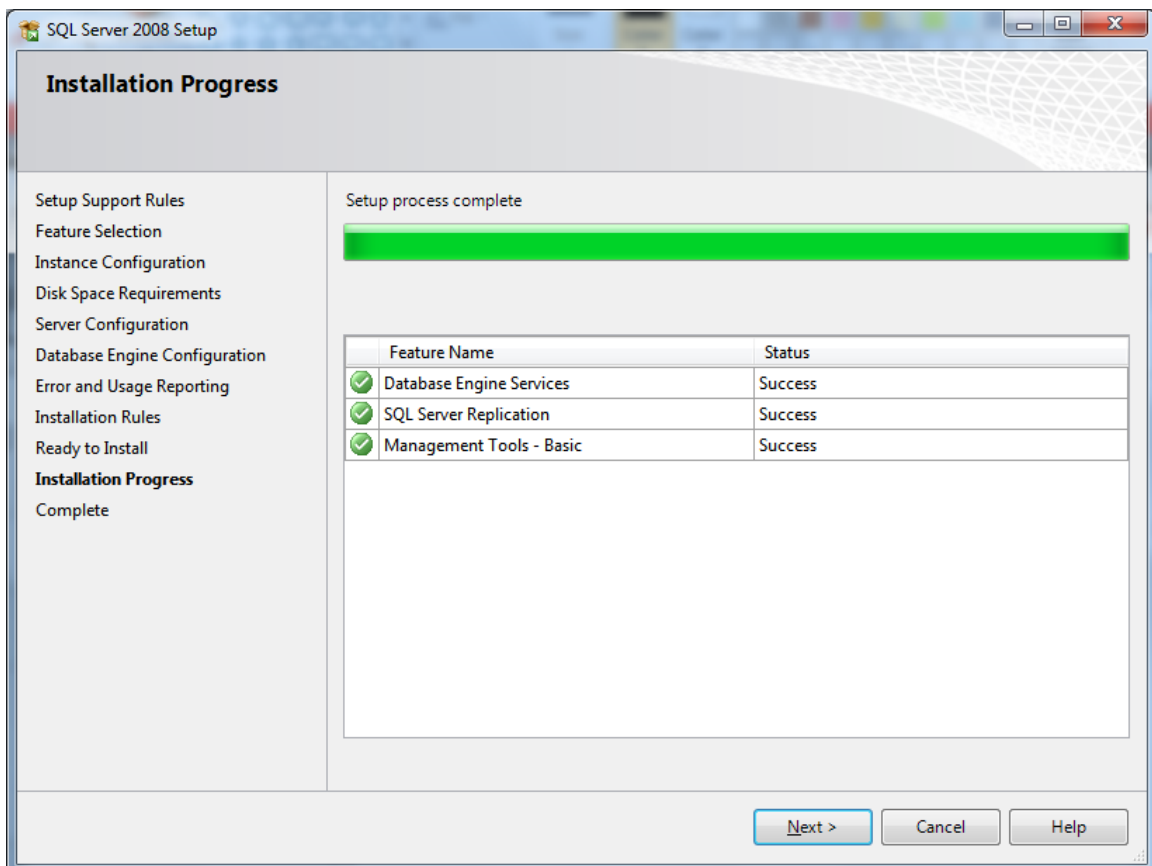 SQL Server 2008 Setup
Installation Progress
Setup Support Rules
Feature Selection
Instance Configuration
Disk Space Requirements
Server Configuration
Database Engine Configuration
Error and Usage Reporting
Installation Rules
Ready to Install
Installation Progress
Complete
Setup process complete
Feature Name Status
Database Engine Services Success
SQL Server Replication Success
Management Tools - Basic Success
Next > Cancel Help